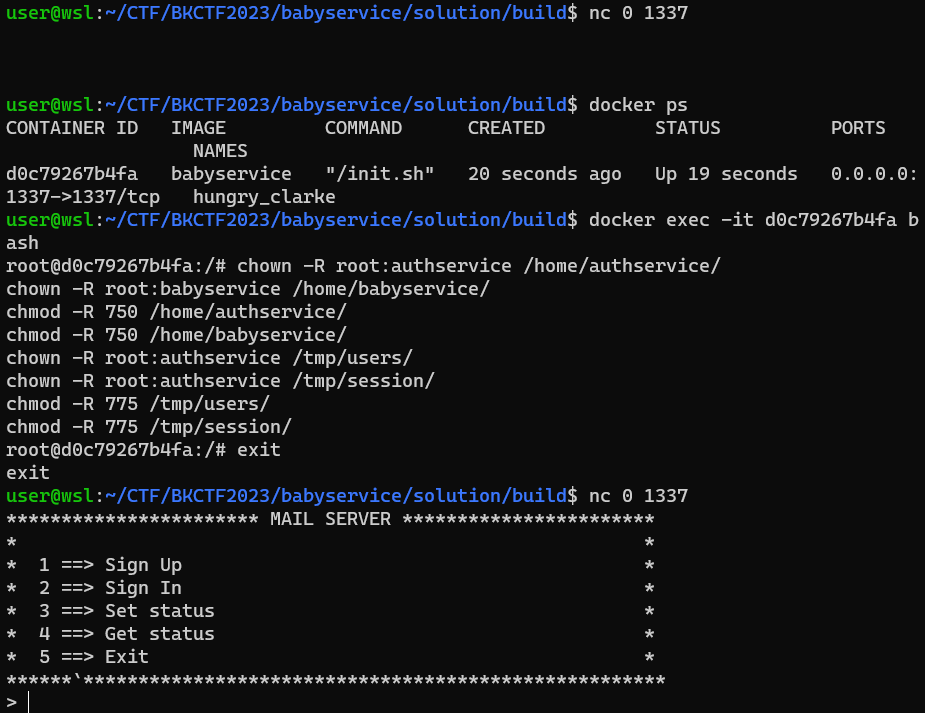 user@wsl:~/CTF/BKCTF2023/babyservice/solution/build$ nc 0 1337
user@wsl:~/CTF/BKCTF2023/babyservice/solution/build$ docker ps
CONTAINER ID   IMAGE         COMMAND      CREATED          STATUS          PORTS
                 NAMES
d0c79267b4fa   babyservice   "/init.sh"   20 seconds ago   Up 19 seconds   0.0.0.0:
1337->1337/tcp   hungry_clarke
user@wsl:~/CTF/BKCTF2023/babyservice/solution/build$ docker exec -it d0c79267b4fa b
ash
root@d0c79267b4fa:/# chown -R root:authservice /home/authservice/
chown -R root:babyservice /home/babyservice/
chmod -R 750 /home/authservice/
chmod -R 750 /home/babyservice/
chown -R root:authservice /tmp/users/
chown -R root:authservice /tmp/session/
chmod -R 775 /tmp/users/
chmod -R 775 /tmp/session/
root@d0c79267b4fa:/# exit
exit
user@wsl:~/CTF/BKCTF2023/babyservice/solution/build$ nc 0 1337
*********************** MAIL SERVER ***********************
*                                                         *
*  1 ==> Sign Up                                          *
*  2 ==> Sign In                                          *
*  3 ==> Set status                                       *
*  4 ==> Get status                                       *
*  5 ==> Exit                                             *
******`*****************************************************
>